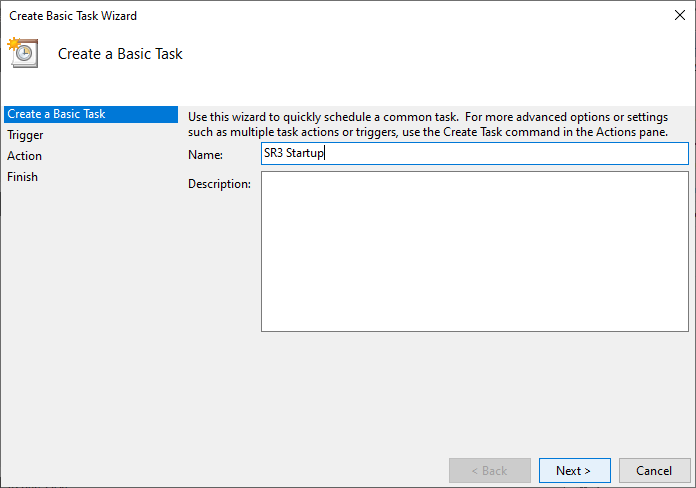 Create Basic Task Wizard
Create a Basic Task
Create a Basic Task
Trigger
Action
Finish
Use this wizard to quickly schedule a common task.  For more advanced options or settings
such as multiple task actions or triggers, use the Create Task command in the Actions pane.
Name:
SR3 Startup
Description:
< Back
Next >
Cancel